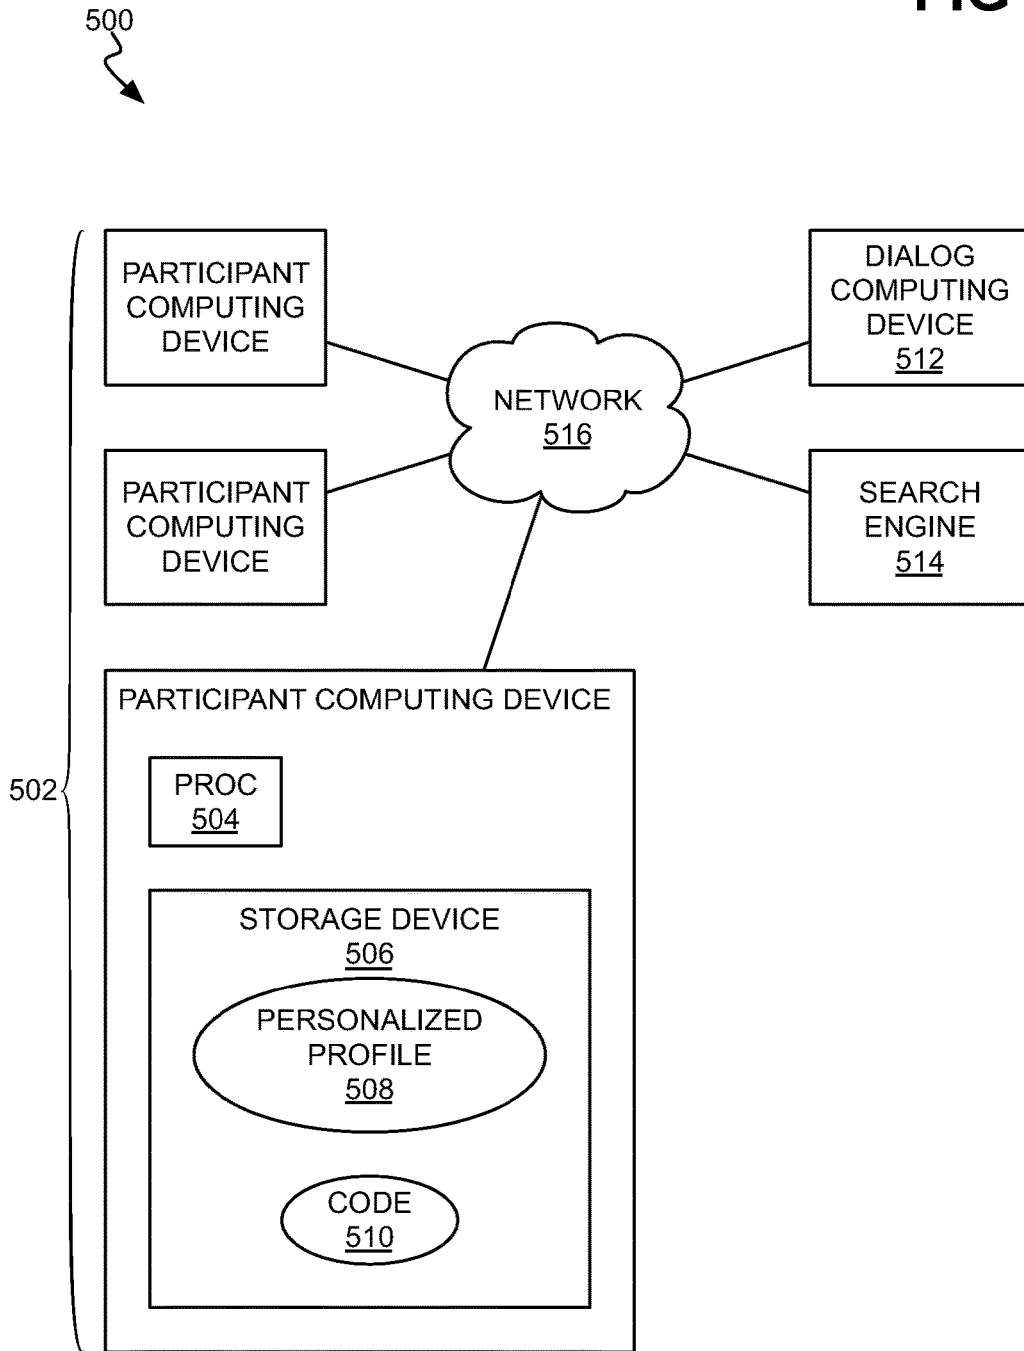 FIG
500
PARTICIPANT
COMPUTING
DEVICE
DIALOG
COMPUTING
DEVICE
512
NETWORK
516
PARTICIPANT
COMPUTING
DEVICE
SEARCH
ENGINE
514
PARTICIPANT COMPUTING DEVICE
502
PROC
504
STORAGE DEVICE
506
PERSONALIZED
PROFILE
508
CODE
510